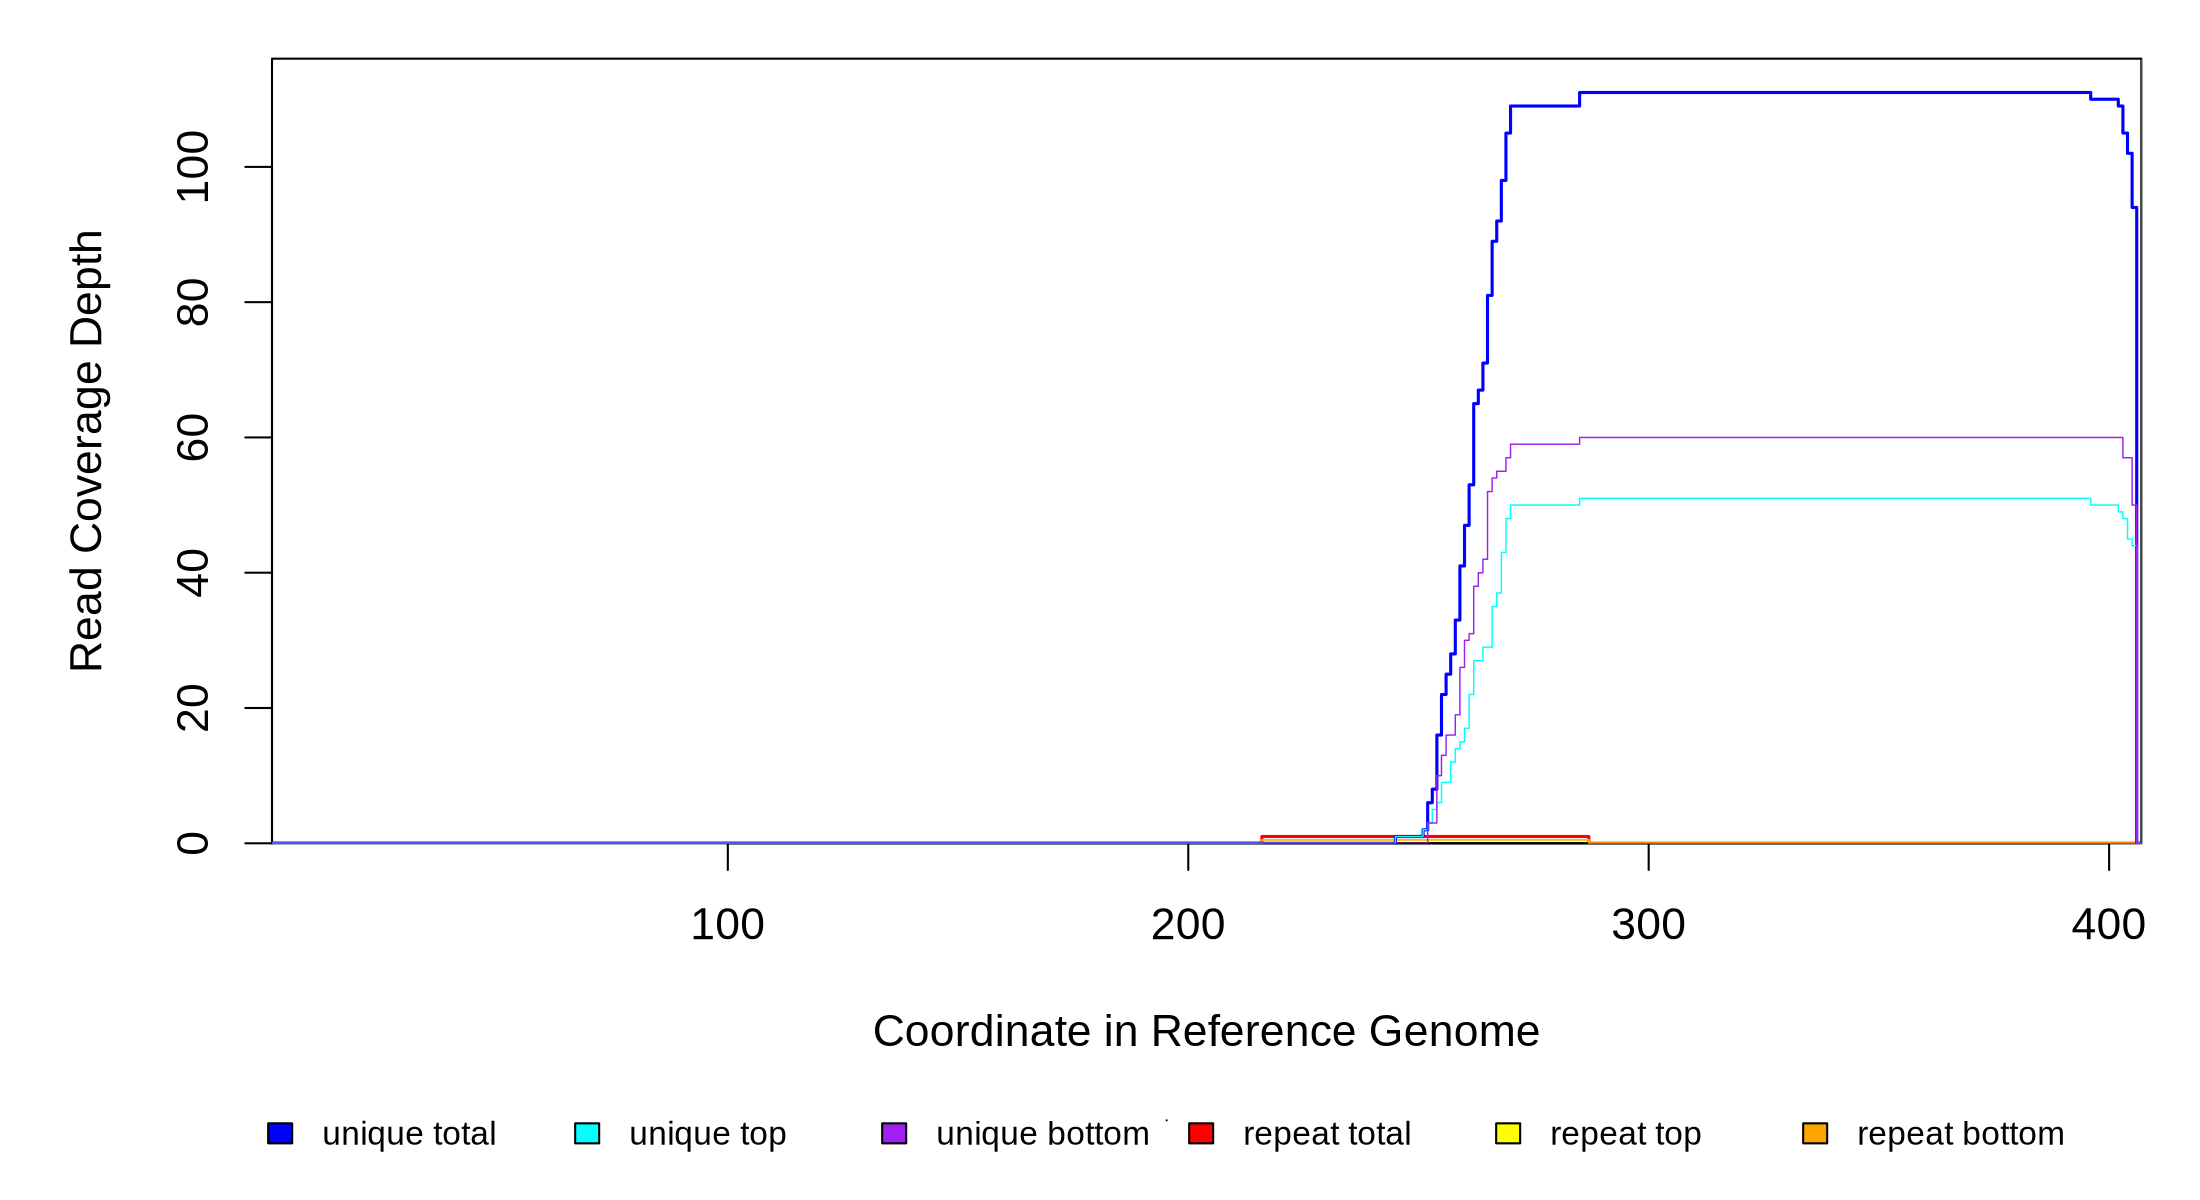 100
80
60
40
20
0
Read Coverage Depth
100 200 300 400
Coordinate in Reference Genome
unique total unique top unique bottom repeat total repeat top repeat bottom